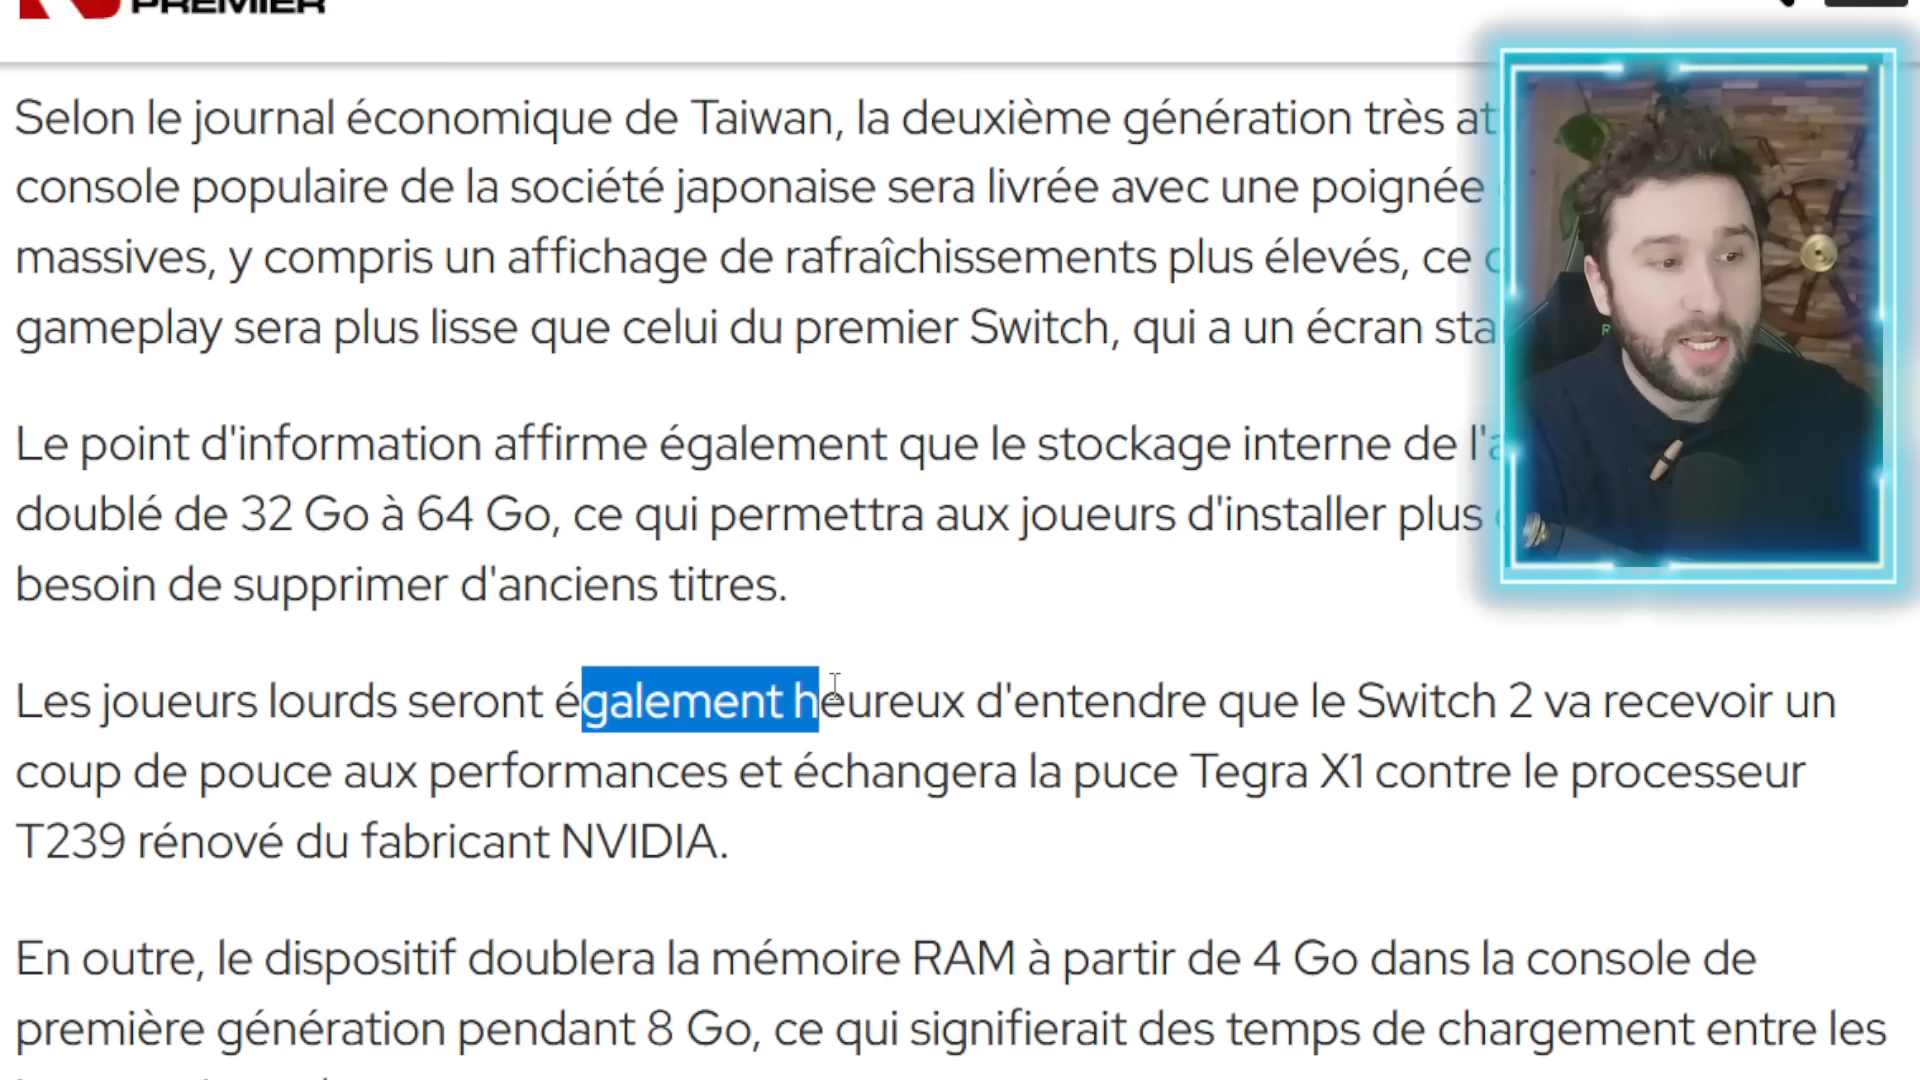 PREMIER
Selon le journal économique de Taiwan, la deuxième génération très
console populaire de la société japonaise sera livrée avec une poignée
massives, y compris un affichage de rafraîchissements plus élevés, ce
gameplay sera plus lisse que celui du premier Switch, qui a un écran
Le point d'information affirme également que le stockage interne de
doublé de 32 Go à 64 Go, ce qui permettra aux joueurs d'installer plus
besoin de supprimer d'anciens titres.
Les joueurs lourds seront également heureux d'entendre que le Switch 2 va recevoir un
coup de pouce aux performances et échangera la puce Tegra X1 contre le processeur
T239 rénové du fabricant NVIDIA.
En outre, le dispositif doublera la mémoire RAM à partir de 4 Go dans la console de
première génération pendant 8 Go, ce qui signifierait des temps de chargement entre les